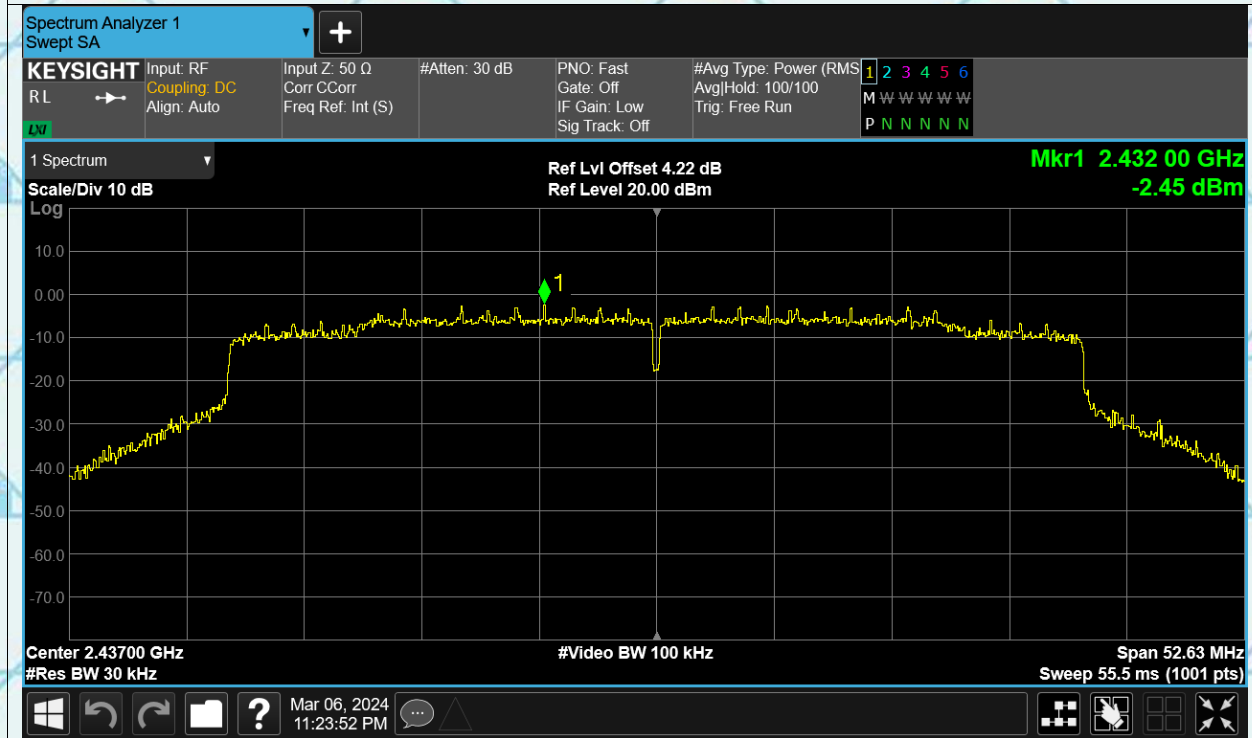 Spectrum Analyzer 1
Swept SA
KEYSIGHT
RL
LXI
Input: RF
Coupling: DC
Align: Auto
Input Z: 50 Ω
Corr CCorr
Freq Ref: Int (S)
#Atten: 30 dB
PNO: Fast
Gate: Off
IF Gain: Low
Sig Track: Off
#Avg Type: Power (RMS
Avg|Hold: 100/100
Trig: Free Run
1 2 3 4 5 6
M W W W W W
P N N N N N
1 Spectrum
Scale/Div 10 dB
Log
Ref Lvl Offset 4.22 dB
Ref Level 20.00 dBm
Mkr1 2.432 00 GHz
-2.45 dBm
1
10.0
0.00
-10.0
-20.0
-30.0
-40.0
-50.0
-60.0
-70.0
Center 2.43700 GHz
#Res BW 30 kHz
#Video BW 100 kHz
Span 52.63 MHz
Sweep 55.5 ms (1001 pts)
?
Mar 06, 2024
11:23:52 PM